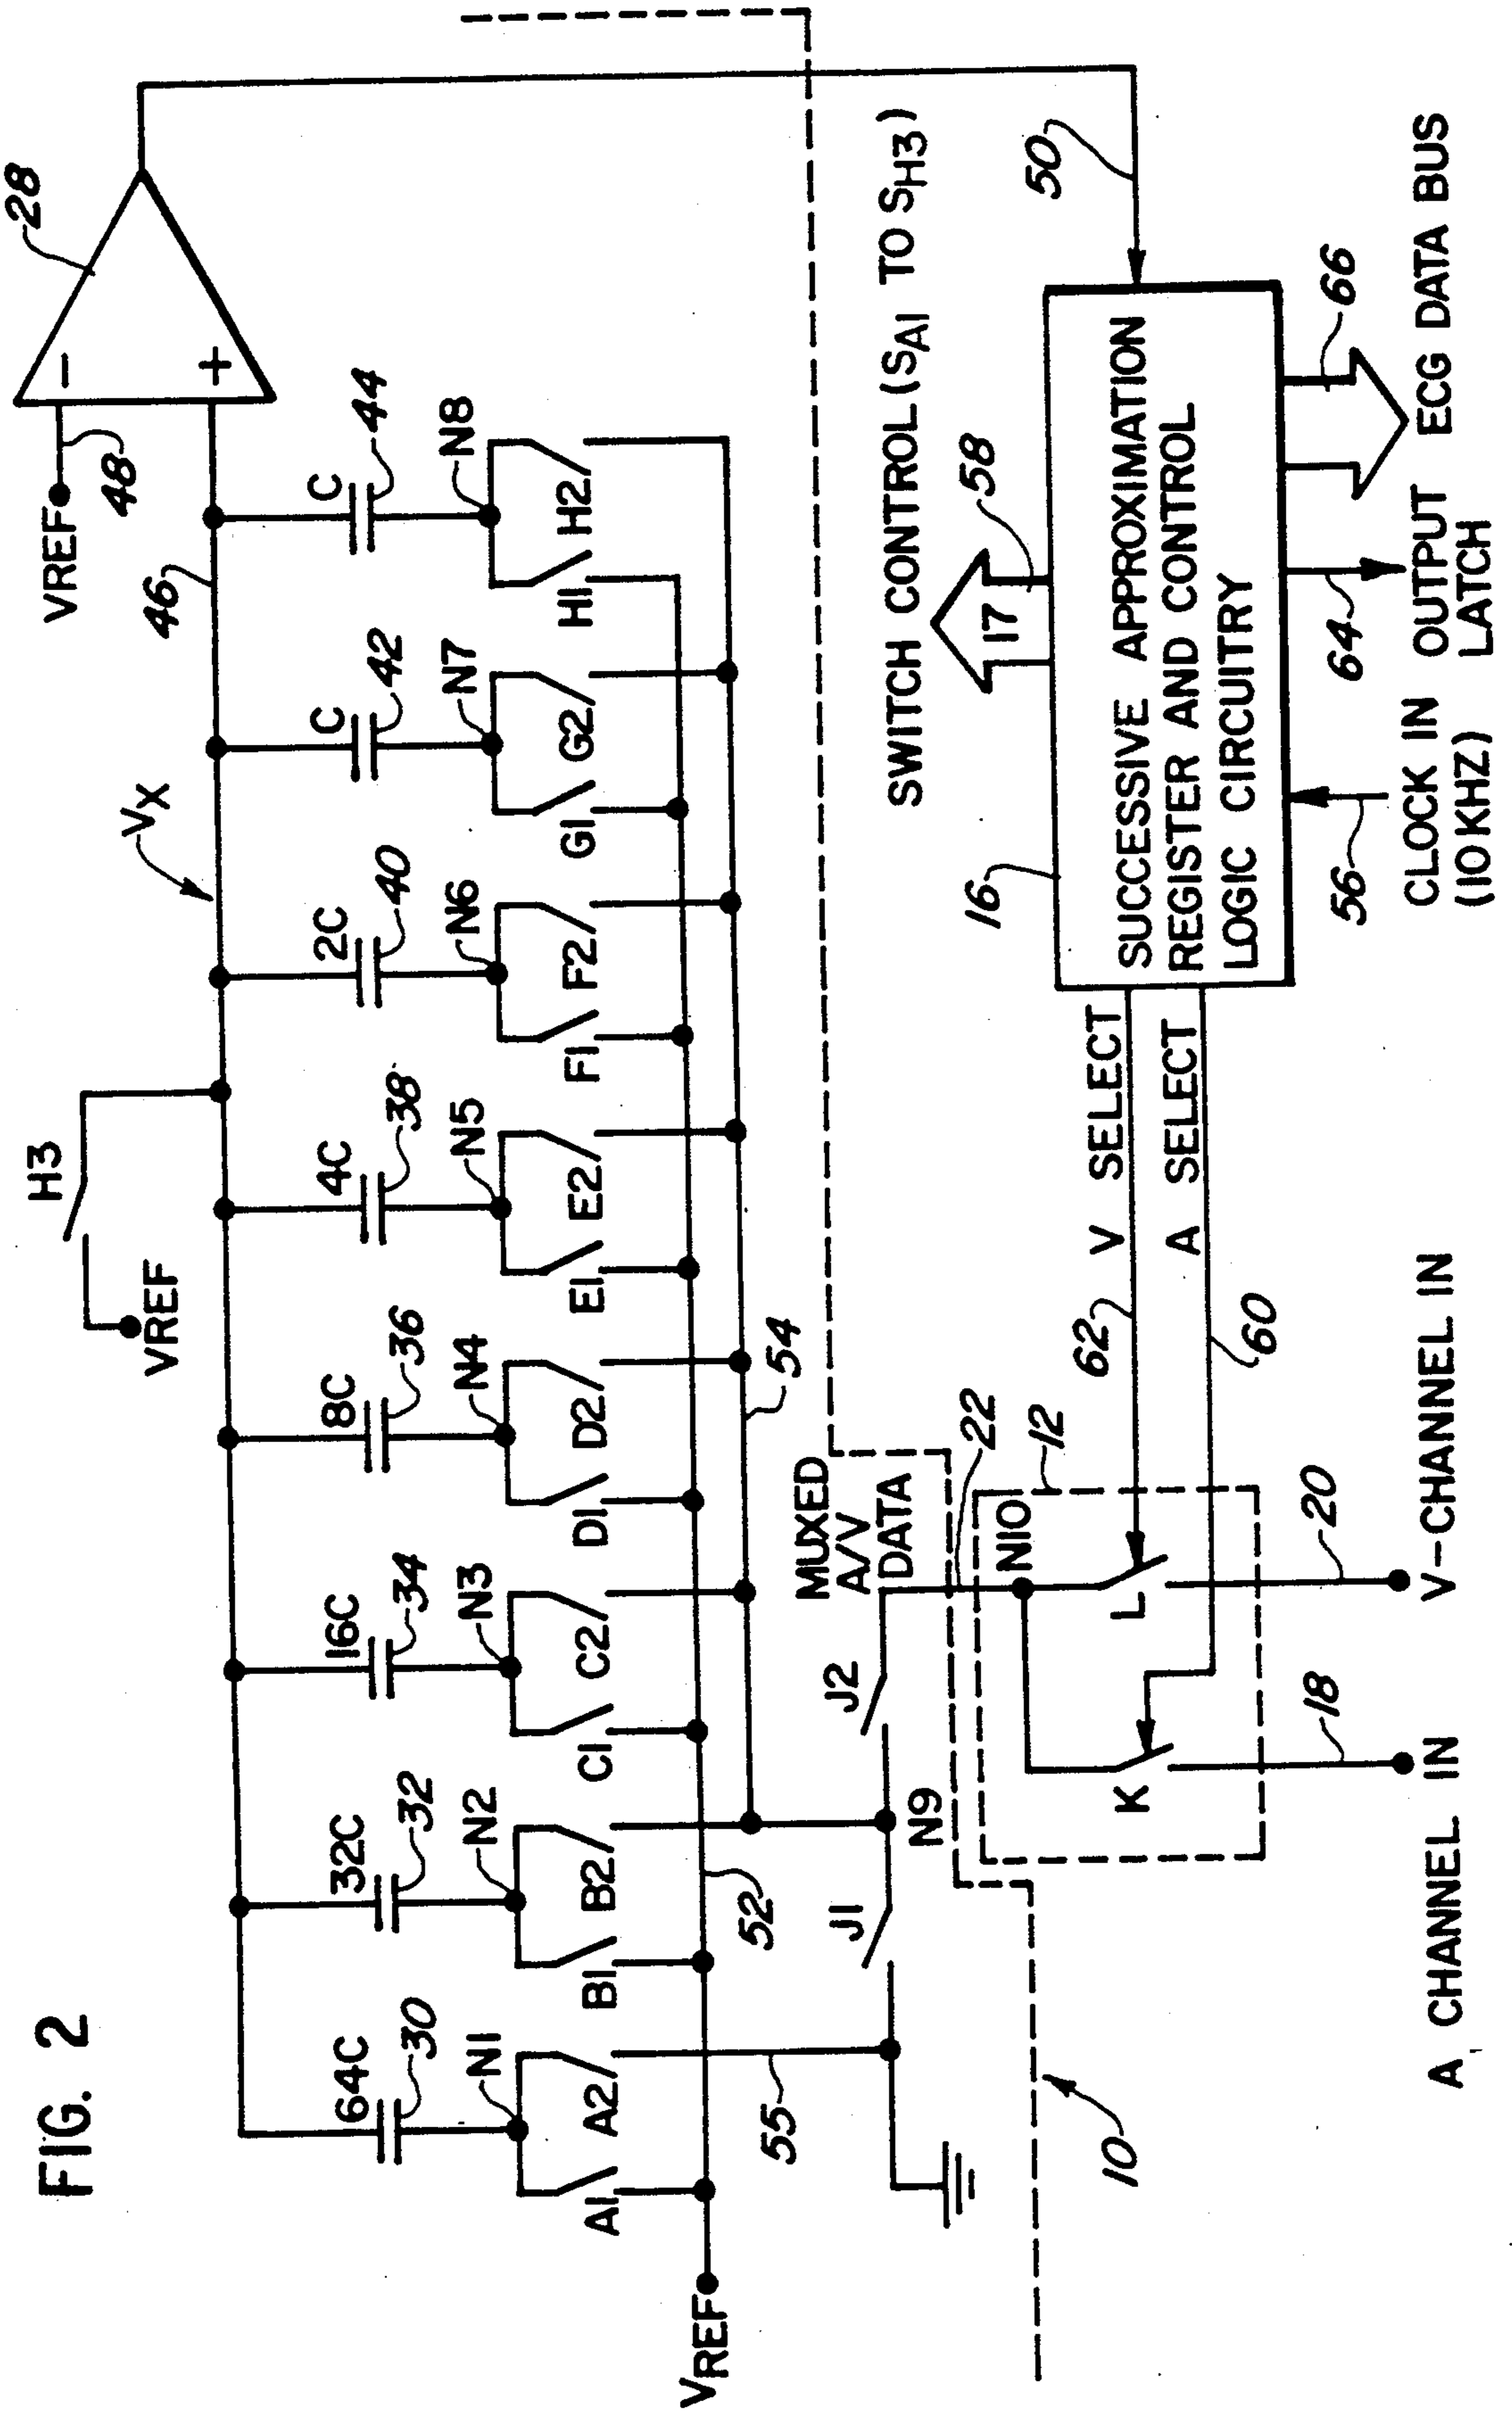 FIG. 2
28
VREF
48
46
VX
H3
VREF
64C
30
32C
32
16C
34
8C
36
4C
38
2C
40
C
42
C
44
N1
N2
N3
N4
N5
N6
N7
N8
A1
A2
B1
B2
C1
C2
D1
D2
E1
E2
F1
F2
G1
G2
H1
H2
VREF
52
54
55
J1
N9
J2
MUXED
A/V
DATA
22
10
12
N10
K
L
18
20
A CHANNEL IN
V-CHANNEL IN
62
V SELECT
60
A SELECT
16
SUCCESSIVE APPROXIMATION
REGISTER AND CONTROL
LOGIC CIRCUITRY
17
58
SWITCH CONTROL (SA1 TO SH3)
50
56
CLOCK IN
(10KHZ)
64
OUTPUT
LATCH
66
ECG DATA BUS